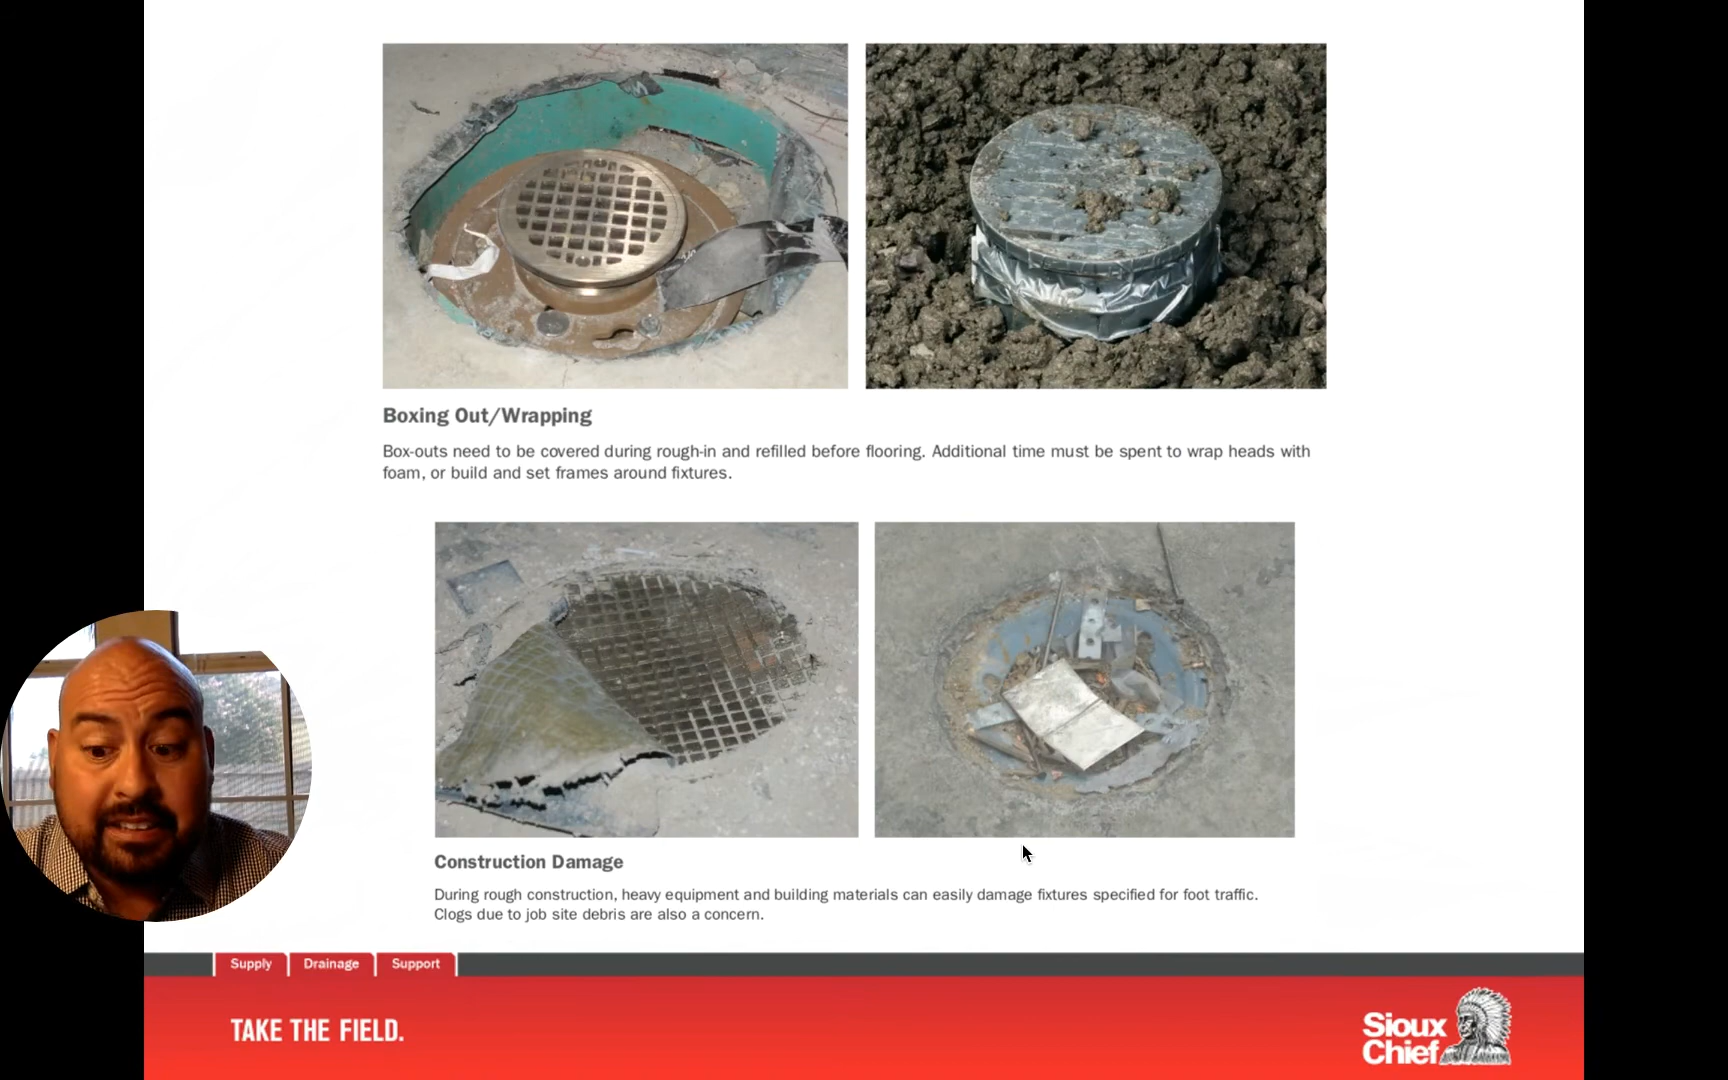 Boxing Out/Wrapping
Box-outs need to be covered during rough-in and refilled before flooring. Additional time must be spent to wrap heads with
foam, or build and set frames around fixtures.
Construction Damage
During rough construction, heavy equipment and building materials can easily damage fixtures specified for foot traffic.
Clogs due to job site debris are also a concern.
Supply
Drainage
Support
TAKE THE FIELD.
Sioux
Chief